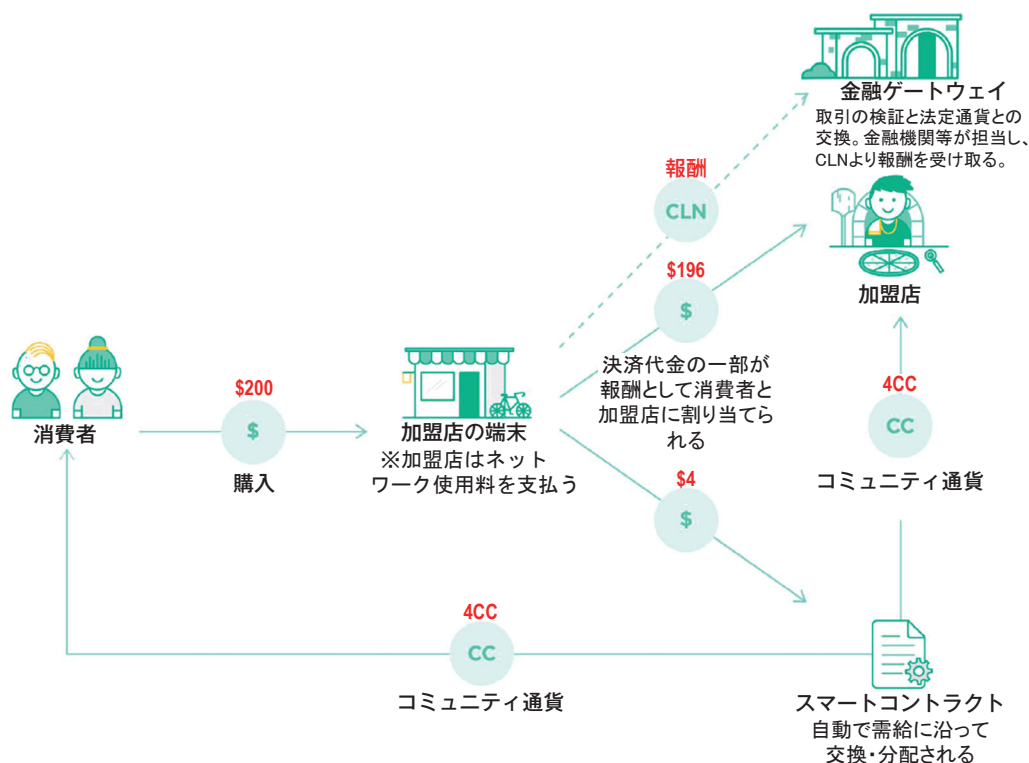 金融ゲートウェイ
取引の検証と法定通貨との
交換。金融機関等が担当し、
CLNより報酬を受け取る。
報酬
CLN
$196
$
加盟店
消費者
$200
$
購入
加盟店の端末
※加盟店はネット
ワーク使用料を支払う
決済代金の一部が
報酬として消費者と
加盟店に割り当てら
れる
4CC
CC
コミュニティ通貨
$4
$
4CC
CC
コミュニティ通貨
スマートコントラクト
自動で需給に沿って
交換・分配される